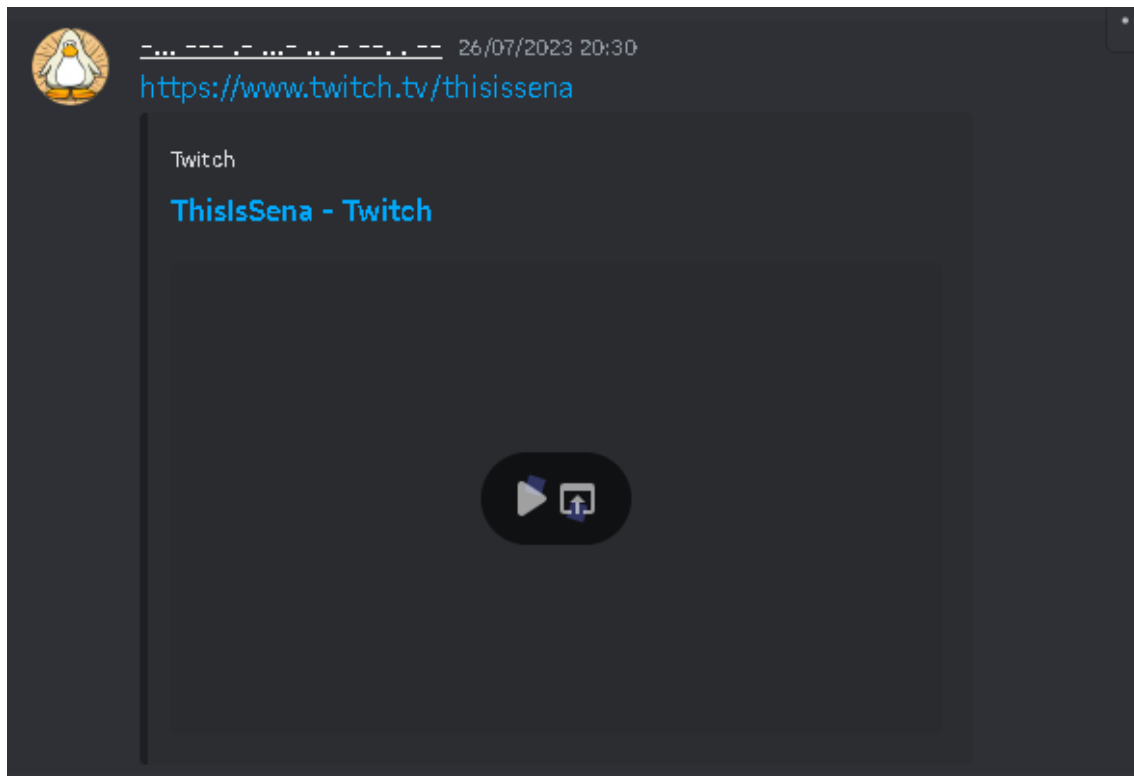 -... --- .- ...- .. .- --. . -- 26/07/2023 20:30
https://www.twitch.tv/thisissena
Twitch
ThisIsSena - Twitch